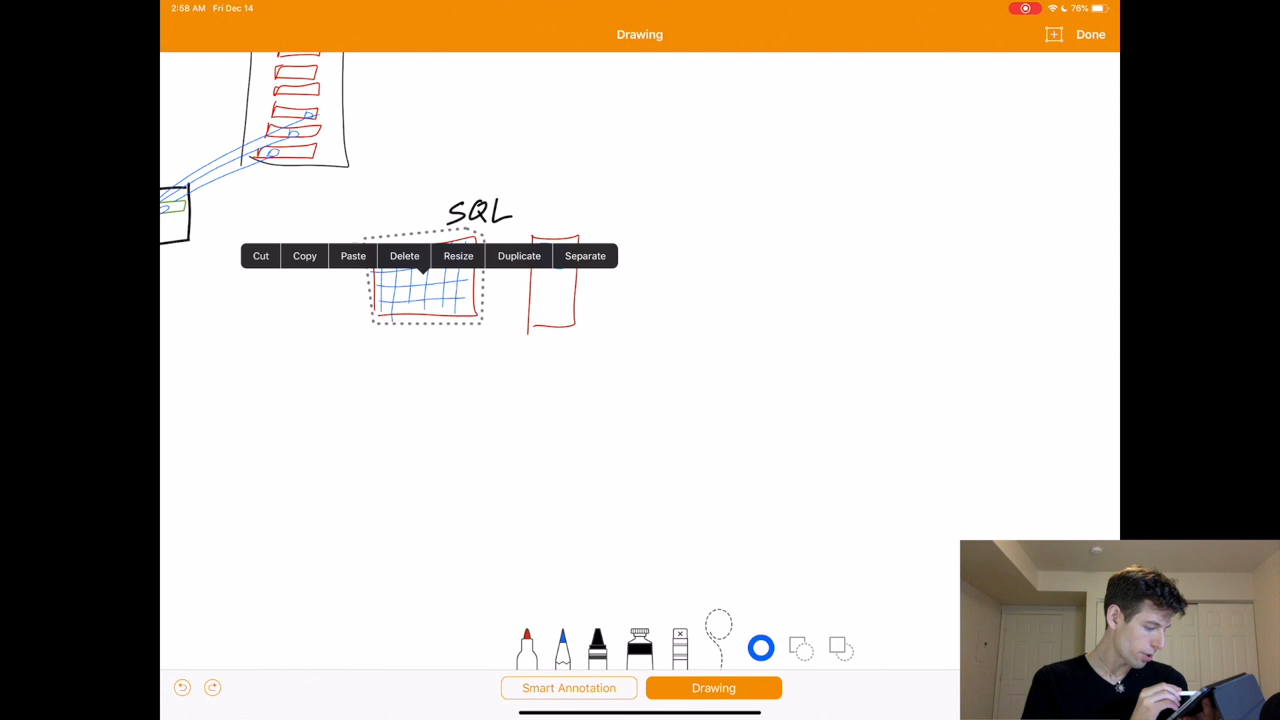 2:58 AM Fri Dec 14
76%
Drawing
Done
SQL
Cut Copy Paste Delete Resize Duplicate Separate
Smart Annotation
Drawing